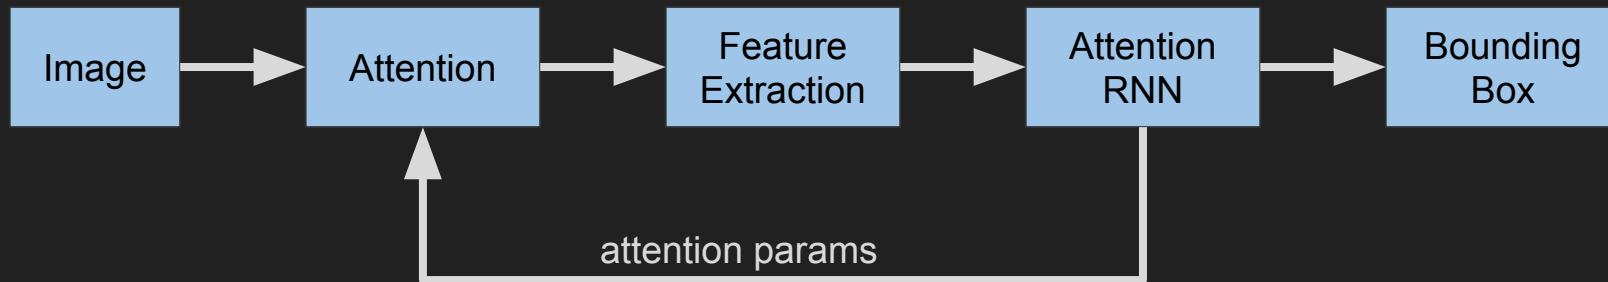 Image
Attention
Feature
Extraction
Attention
RNN
Bounding
Box
attention params